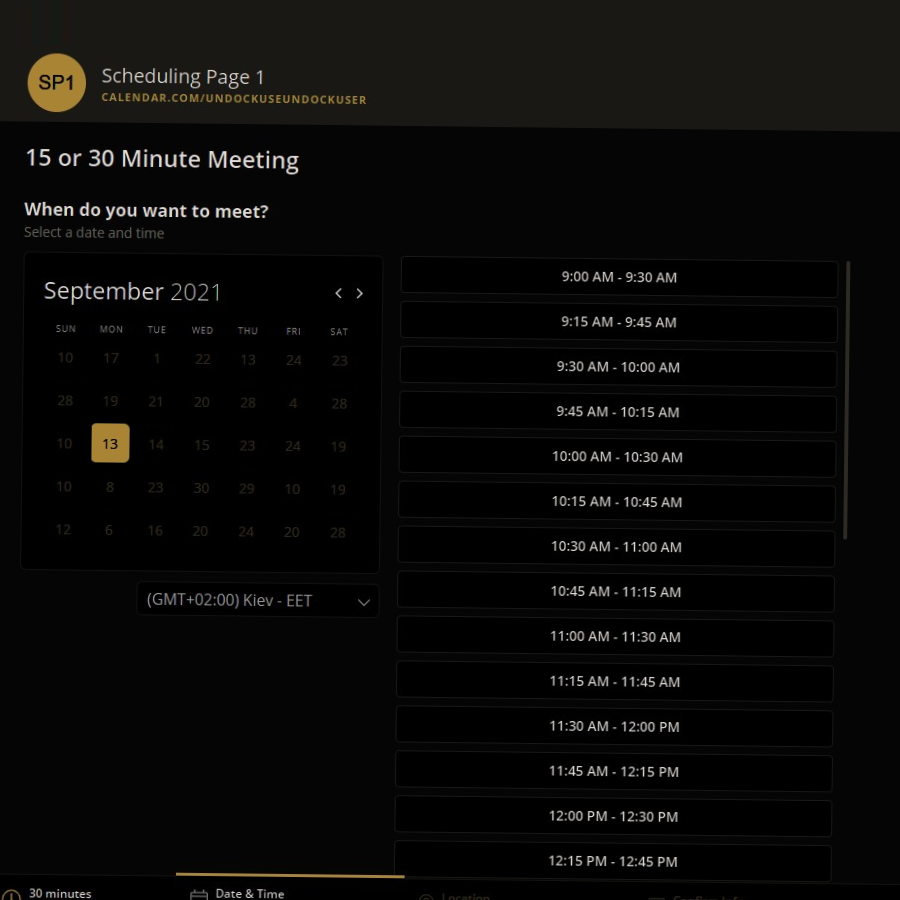 SP1
Scheduling Page 1
CALENDAR.COM/UNDOCKUSEUNDOCKUSER
15 or 30 Minute Meeting
When do you want to meet?
Select a date and time
September 2021
SUN MON TUE WED THU FRI SAT
10 17 1 22 13 24 23
28 19 21 20 28 4 28
10 13 14 15 23 24 19
10 8 23 30 29 10 19
12 6 16 20 24 20 28
(GMT+02:00) Kiev - EET
9:00 AM - 9:30 AM
9:15 AM - 9:45 AM
9:30 AM - 10:00 AM
9:45 AM - 10:15 AM
10:00 AM - 10:30 AM
10:15 AM - 10:45 AM
10:30 AM - 11:00 AM
10:45 AM - 11:15 AM
11:00 AM - 11:30 AM
11:15 AM - 11:45 AM
11:30 AM - 12:00 PM
11:45 AM - 12:15 PM
12:00 PM - 12:30 PM
12:15 PM - 12:45 PM
30 minutes
Date & Time
Location